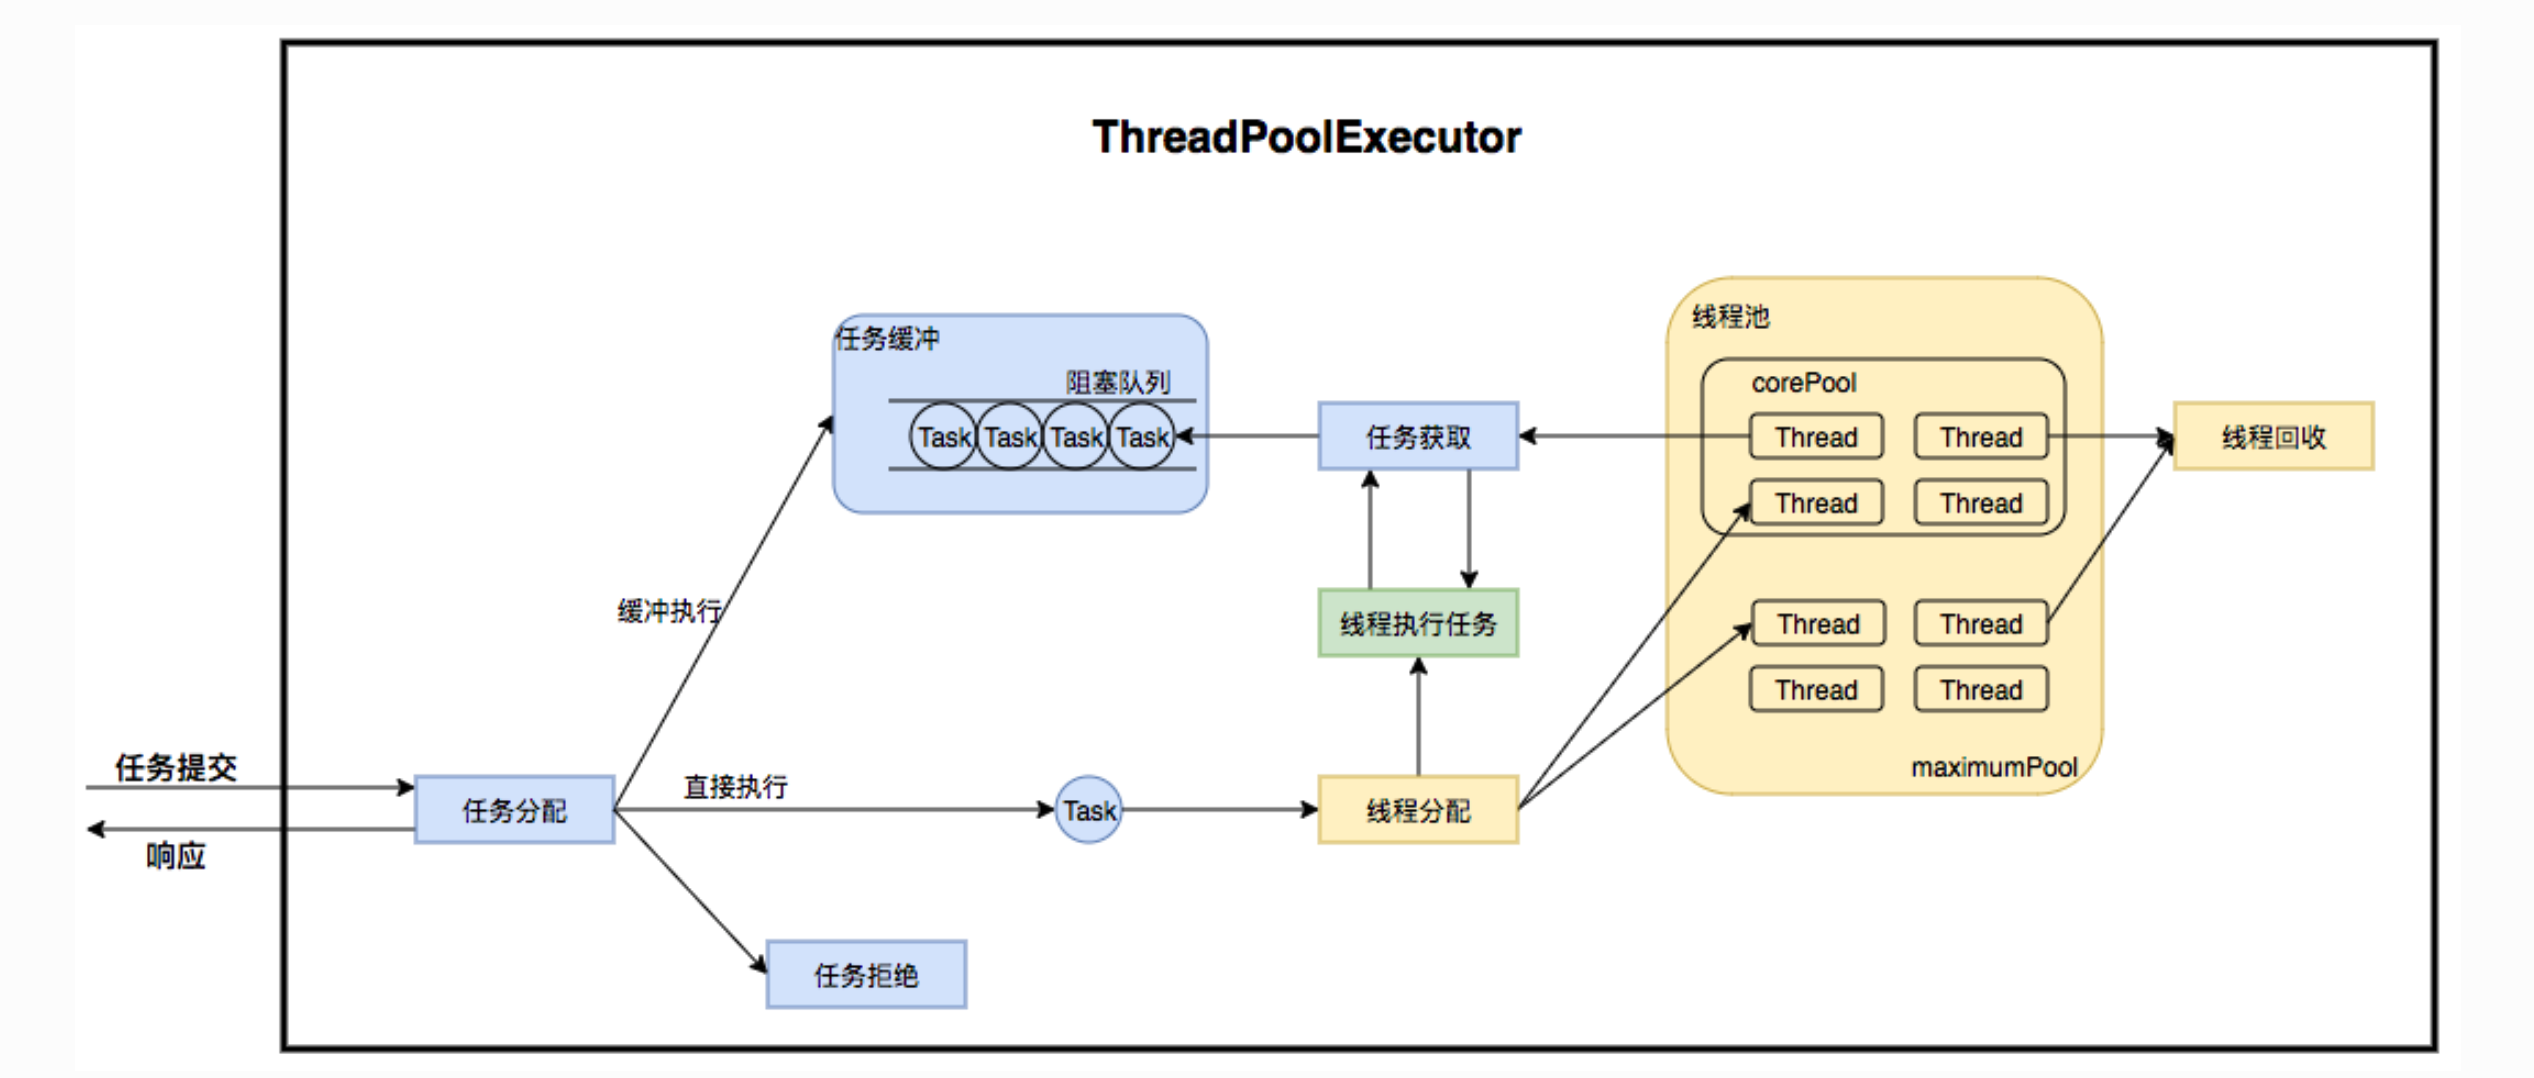 ThreadPoolExecutor
任务缓冲
阻塞队列
Task Task Task Task
任务获取
线程池
corePool
Thread Thread
Thread Thread
线程回收
缓冲执行
线程执行任务
Thread Thread
Thread Thread
maximumPool
任务提交
响应
任务分配
直接执行
Task
线程分配
任务拒绝